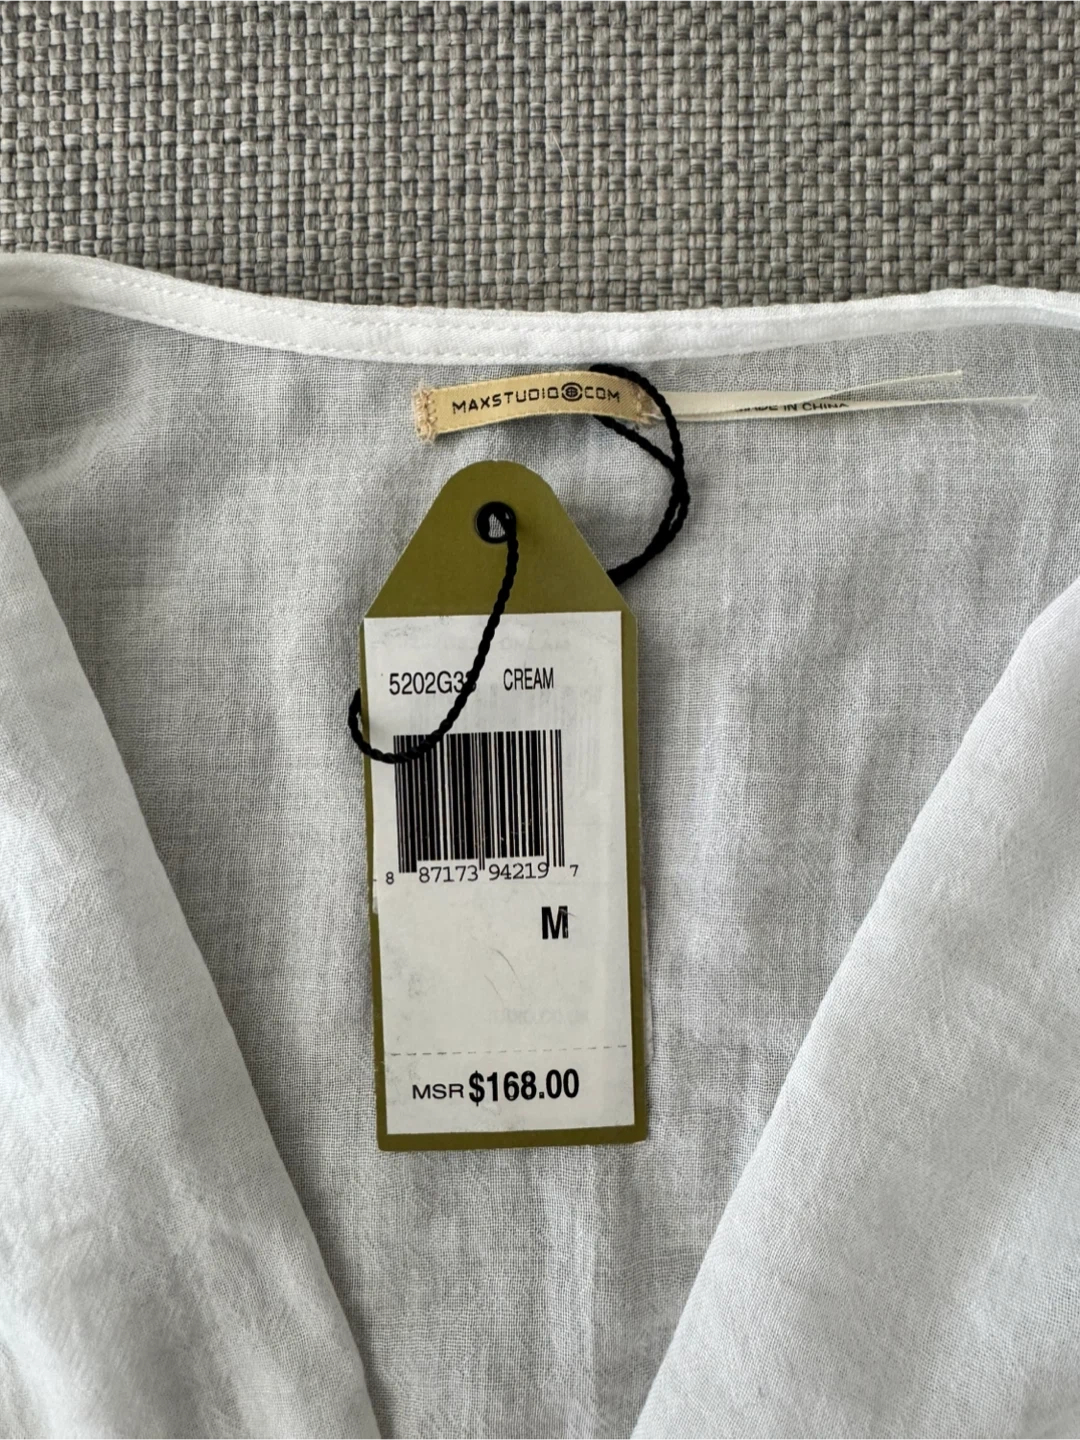 MAXSTUDIO COM
MADE IN CHINA
CREAM
8 87173 94219 7
M
MSR $168.00